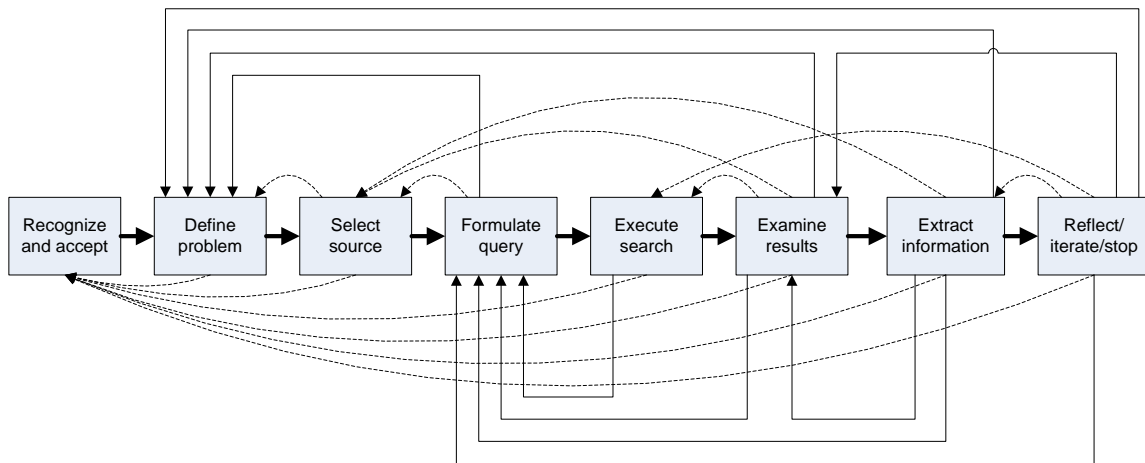 Recognize
and accept
Define
problem
Select
source
Formulate
query
Execute
search
Examine
results
Extract
information
Reflect/
iterate/stop